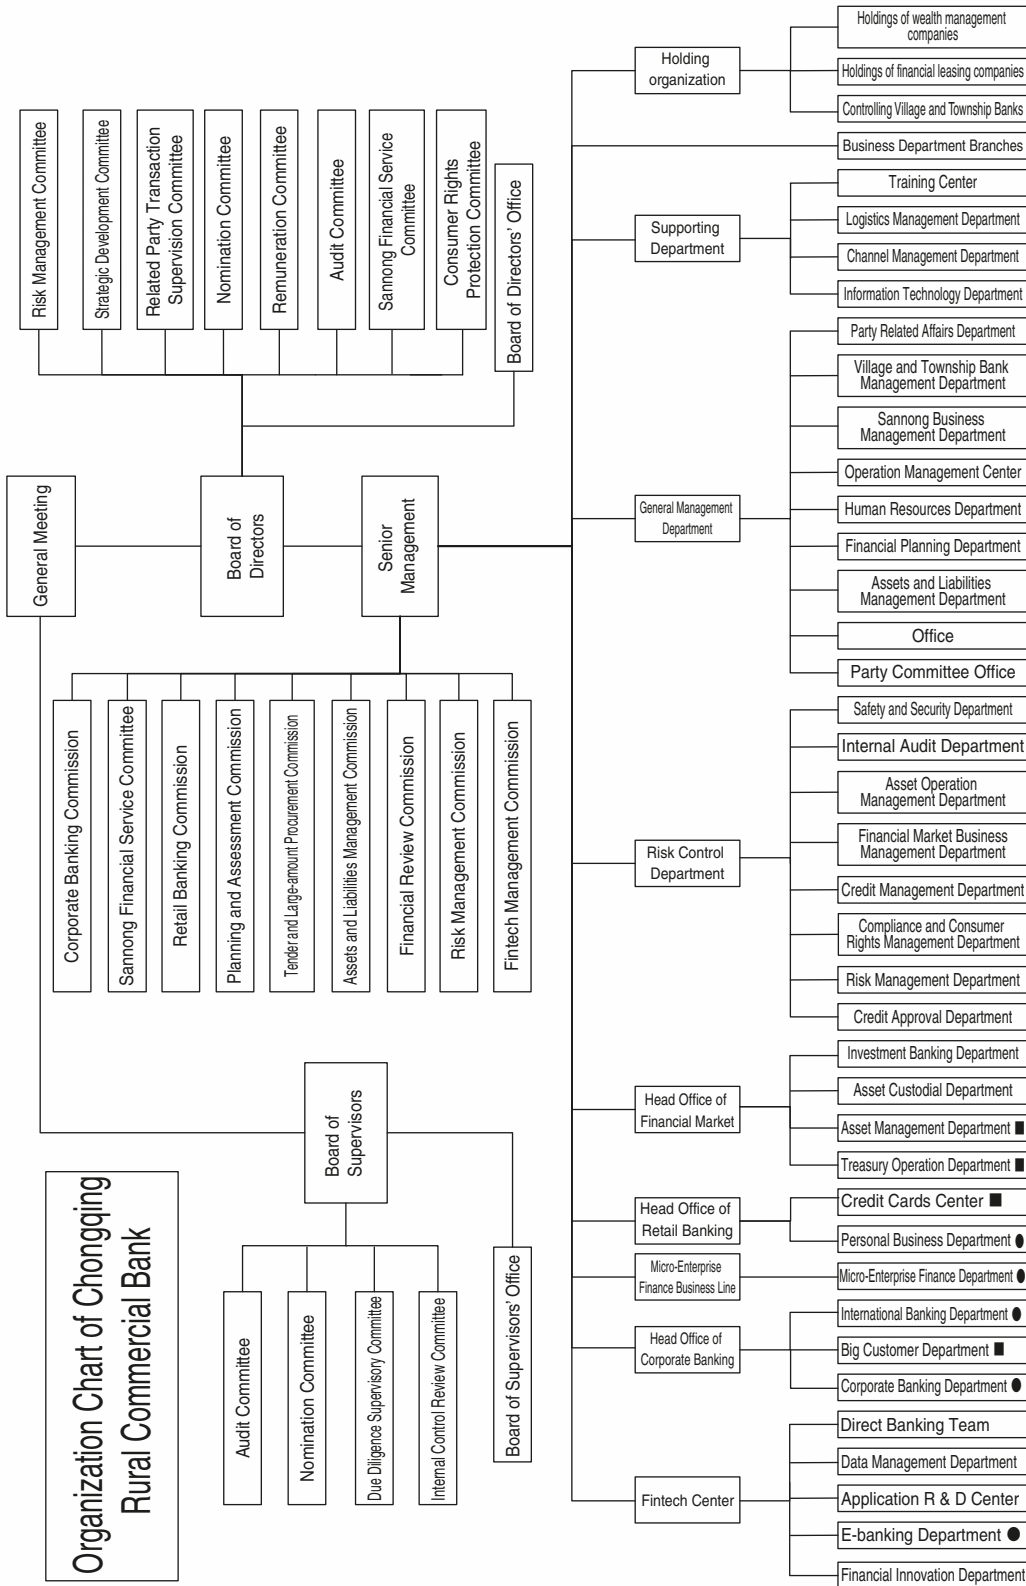 Organization Chart of Chongqing
Rural Commercial Bank
General Meeting
Board of
Directors
Senior
Management
Board of
Supervisors
Risk Management Committee
Strategic Development Committee
Related Party Transaction
Supervision Committee
Nomination Committee
Remuneration Committee
Audit Committee
Sannong Financial Service
Committee
Consumer Rights
Protection Committee
Board of Directors' Office
Corporate Banking Commission
Sannong Financial Service Committee
Retail Banking Commission
Planning and Assessment Commission
Tender and Large-amount Procurement Commission
Assets and Liabilities Management Commission
Financial Review Commission
Risk Management Commission
Fintech Management Commission
Audit Committee
Nomination Committee
Due Diligence Supervisory Committee
Internal Control Review Committee
Board of Supervisors' Office
Holding
organization
Holdings of wealth management
companies
Holdings of financial leasing companies
Controlling Village and Township Banks
Business Department Branches
Supporting
Department
Training Center
Logistics Management Department
Channel Management Department
Information Technology Department
General Management
Department
Party Related Affairs Department
Village and Township Bank
Management Department
Sannong Business
Management Department
Operation Management Center
Human Resources Department
Financial Planning Department
Assets and Liabilities
Management Department
Office
Party Committee Office
Risk Control
Department
Safety and Security Department
Internal Audit Department
Asset Operation
Management Department
Financial Market Business
Management Department
Credit Management Department
Compliance and Consumer
Rights Management Department
Risk Management Department
Credit Approval Department
Head Office of
Financial Market
Investment Banking Department
Asset Custodial Department
Asset Management Department ■
Treasury Operation Department ■
Head Office of
Retail Banking
Credit Cards Center ■
Personal Business Department ●
Micro-Enterprise
Finance Business Line
Micro-Enterprise Finance Department ●
Head Office of
Corporate Banking
International Banking Department ●
Big Customer Department ■
Corporate Banking Department ●
Fintech Center
Direct Banking Team
Data Management Department
Application R & D Center
E-banking Department ●
Financial Innovation Department